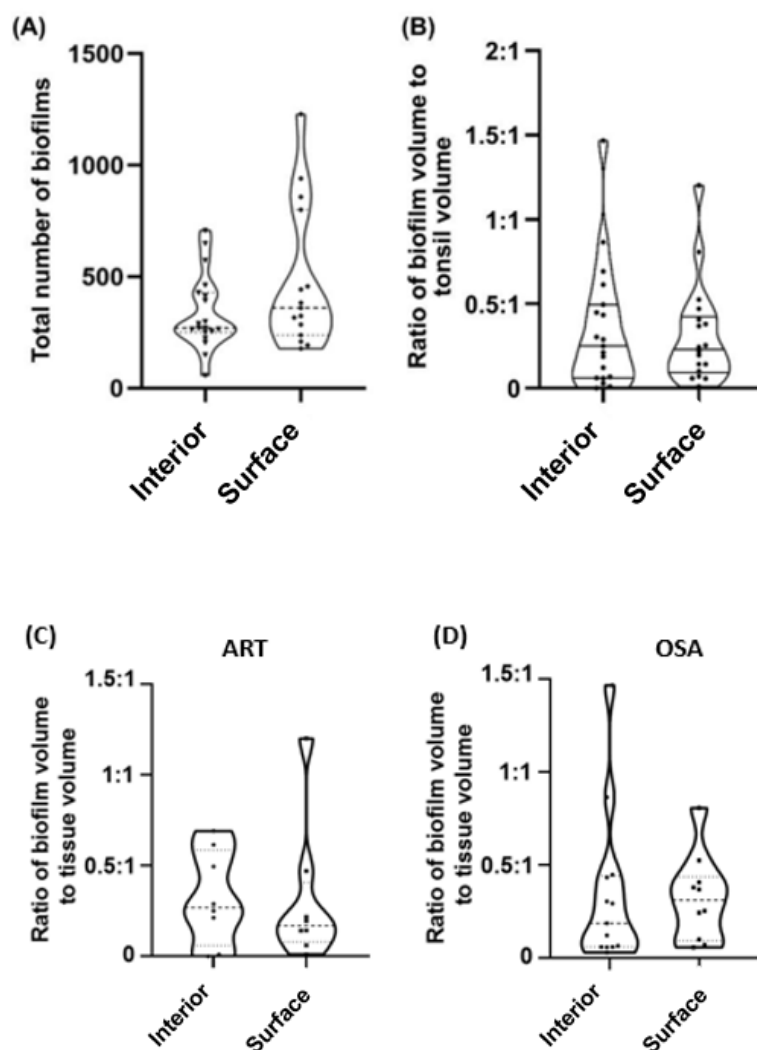 (A)
Total number of biofilms
1500
1000
500
0
Interior
Surface
(B)
Ratio of biofilm volume to
tonsil volume
2:1
1.5:1
1:1
0.5:1
0
Interior
Surface
(C)
ART
Ratio of biofilm volume
to tissue volume
1.5:1
1:1
0.5:1
0
Interior
Surface
(D)
OSA
Ratio of biofilm volume
to tissue volume
1.5:1
1:1
0.5:1
0
Interior
Surface